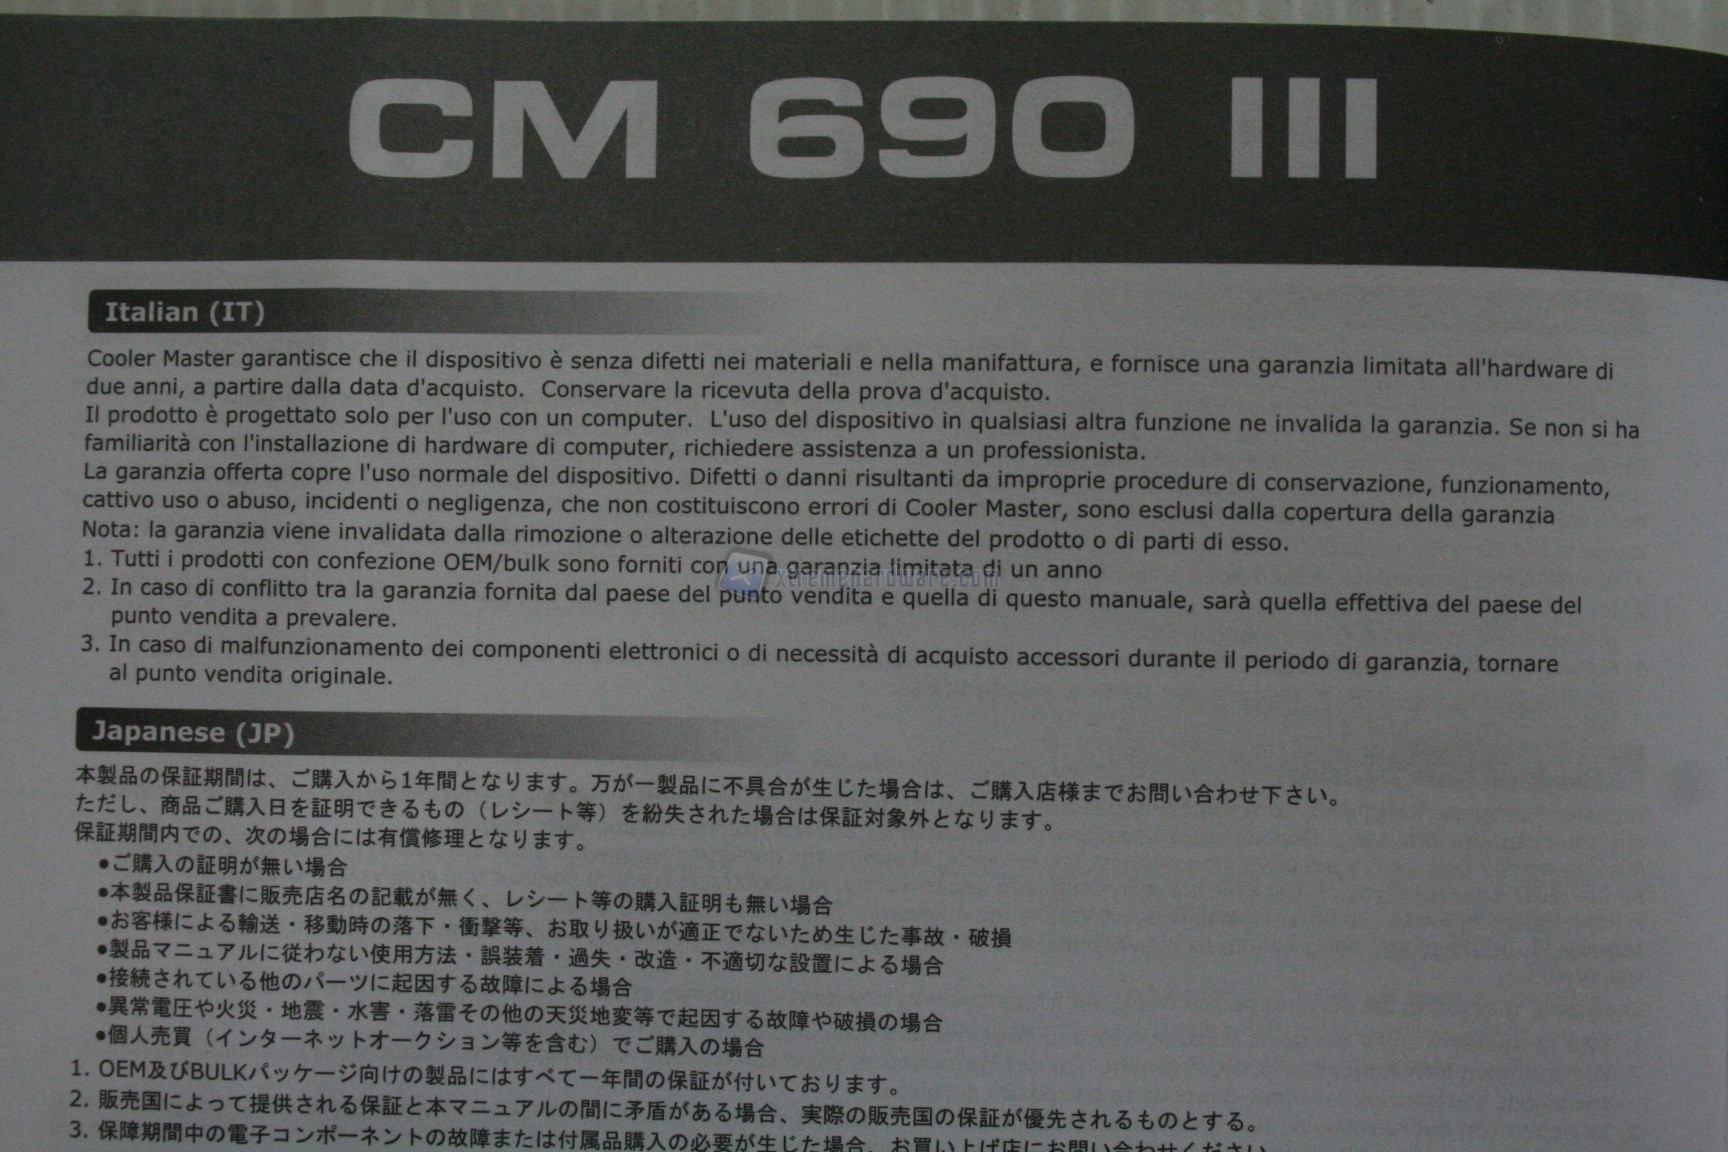 CM 690 III
Italian (IT)
Cooler Master garantisce che il dispositivo è senza difetti nei materiali e nella manifattura, e fornisce una garanzia limitata all'hardware di
due anni, a partire dalla data d'acquisto.  Conservare la ricevuta della prova d'acquisto.
Il prodotto è progettato solo per l'uso con un computer.  L'uso del dispositivo in qualsiasi altra funzione ne invalida la garanzia. Se non si ha
familiarità con l'installazione di hardware di computer, richiedere assistenza a un professionista.
La garanzia offerta copre l'uso normale del dispositivo. Difetti o danni risultanti da improprie procedure di conservazione, funzionamento,
cattivo uso o abuso, incidenti o negligenza, che non costituiscono errori di Cooler Master, sono esclusi dalla copertura della garanzia
Nota: la garanzia viene invalidata dalla rimozione o alterazione delle etichette del prodotto o di parti di esso.
1. Tutti i prodotti con confezione OEM/bulk sono forniti con una garanzia limitata di un anno
xtremehardware.com
2. In caso di conflitto tra la garanzia fornita dal paese del punto vendita e quella di questo manuale, sarà quella effettiva del paese del
punto vendita a prevalere.
3. In caso di malfunzionamento dei componenti elettronici o di necessità di acquisto accessori durante il periodo di garanzia, tornare
al punto vendita originale.
Japanese (JP)
本製品の保証期間は、ご購入から1年間となります。万が一製品に不具合が生じた場合は、ご購入店様までお問い合わせ下さい。
ただし、商品ご購入日を証明できるもの（レシート等）を紛失された場合は保証対象外となります。
保証期間内での、次の場合には有償修理となります。
●ご購入の証明が無い場合
●本製品保証書に販売店名の記載が無く、レシート等の購入証明も無い場合
●お客様による輸送・移動時の落下・衝撃等、お取り扱いが適正でないため生じた事故・破損
●製品マニュアルに従わない使用方法・誤装着・過失・改造・不適切な設置による場合
●接続されている他のパーツに起因する故障による場合
●異常電圧や火災・地震・水害・落雷その他の天災地変等で起因する故障や破損の場合
●個人売買（インターネットオークション等を含む）でご購入の場合
1. OEM及びBULKパッケージ向けの製品にはすべて一年間の保証が付いております。
2. 販売国によって提供される保証と本マニュアルの間に矛盾がある場合、実際の販売国の保証が優先されるものとする。
3. 保障期間中の電子コンポーネントの故障または付属品購入の必要が生じた場合、お買い上げ店にお問い合わせください